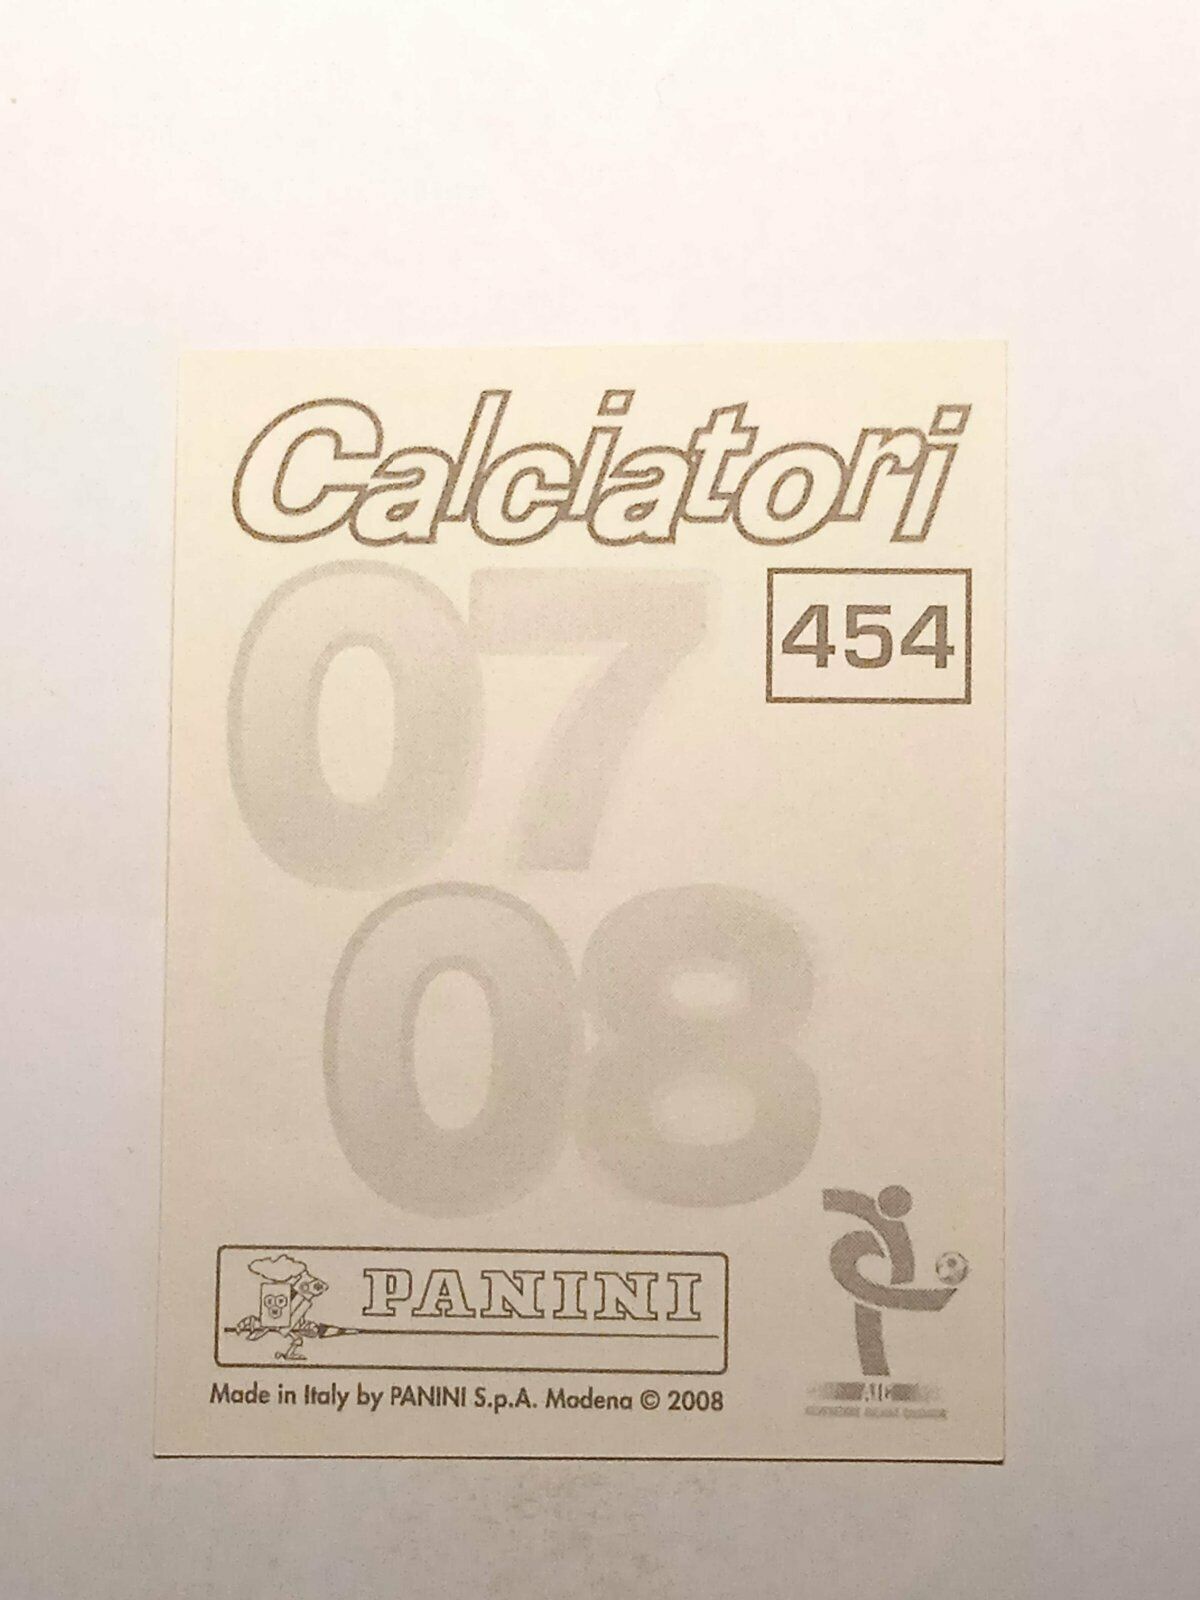 Calciatori
07
454
08
PANINI
Made in Italy by PANINI S.p.A. Modena © 2008